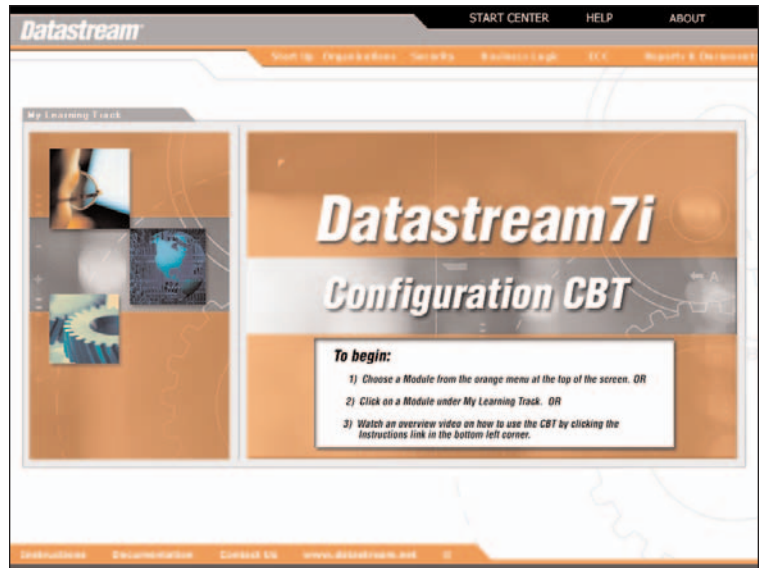 START CENTER HELP ABOUT
Datastream
Start Up Organizations Security Business Logic ECC Reports & Document
My Learning Track
Datastream7i
Configuration CBT
To begin:
1) Choose a Module from the orange menu at the top of the screen. OR
2) Click on a Module under My Learning Track. OR
3) Watch an overview video on how to use the CBT by clicking the
Instructions link in the bottom left corner.
Instructions Documentation Contact Us www.datastream.net